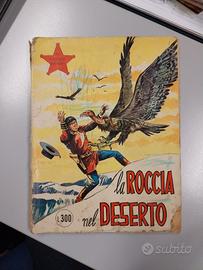 la ROCCIA
nel DESERTO
L.300
subito